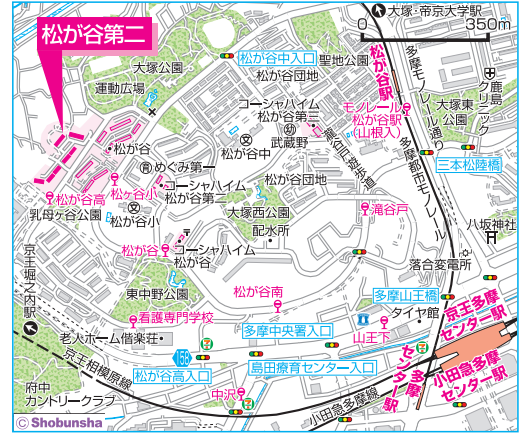 大塚・帝京大学駅
0 350m
松が谷第二
大塚公園
運動広場
松が谷中入口
聖地公園
松が谷団地
松が谷駅
多摩モノレール通り
鹿島
クリニック
大塚東
公園
コーシャハイム
松が谷第三
モノレール
松が谷駅
(山根入)
武蔵野
幼
松が谷
文
松が谷中
三本松陸橋
保
めぐみ第一
松が谷高
松ヶ谷小
コーシャハイム
松が谷第二
松が谷団地
多摩都市モノレール
乳母ヶ谷公園
文
松が谷小
大塚西公園
滝谷戸
配水所
八坂神社
京王堀之内駅
松が谷
コーシャハイム
松が谷
落合変電所
東中野公園
松が谷南
多摩山王橋
京王多摩
センター駅
看護専門学校
タイヤ館
老人ホーム偕楽荘
多摩中央署入口
山王下
多摩
センター駅
小田急多摩
センター駅
158
京王相模原線
松が谷高入口
島田療育センター入口
府中
カントリークラブ
中沢
小田急多摩線
© Shobunsha